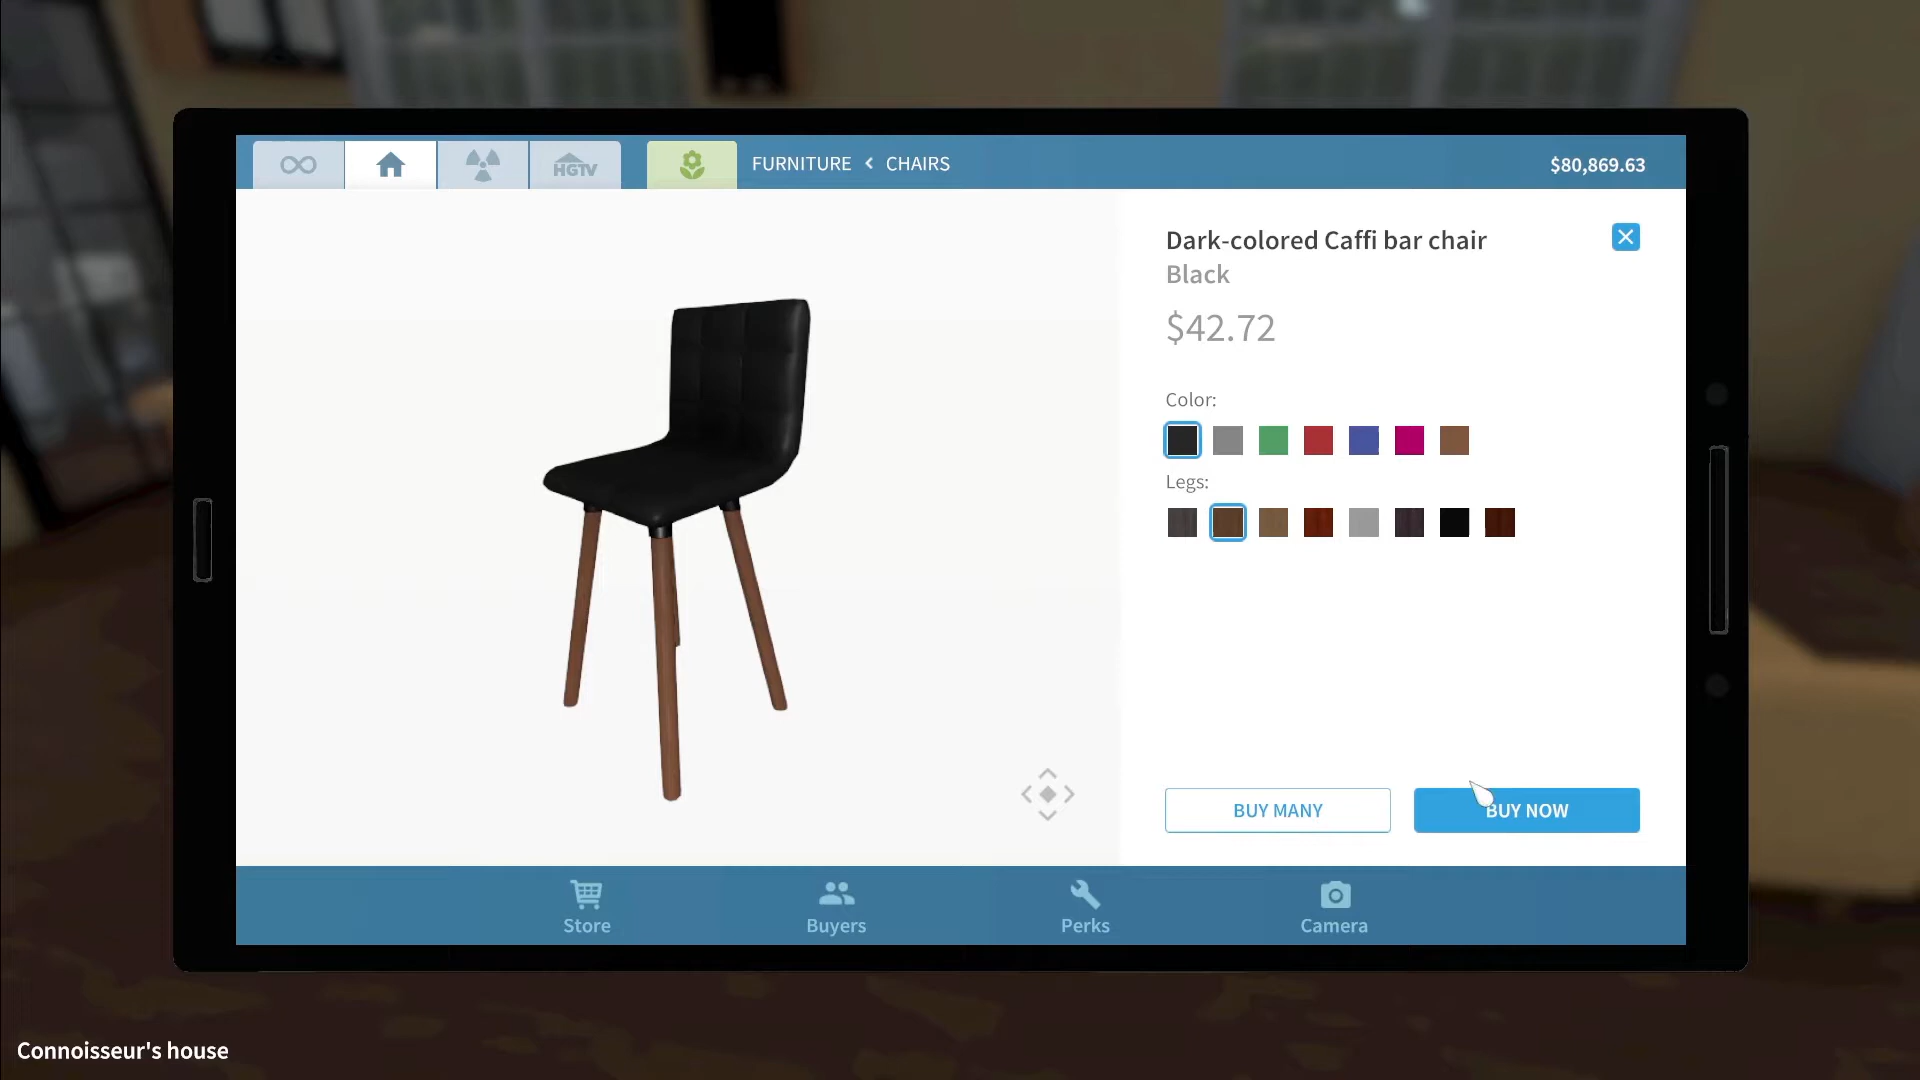 HGTV
FURNITURE < CHAIRS
$80,869.63
Dark-colored Caffi bar chair
Black
$42.72
Color:
Legs:
BUY MANY
BUY NOW
Store
Buyers
Perks
Camera
Connoisseur's house